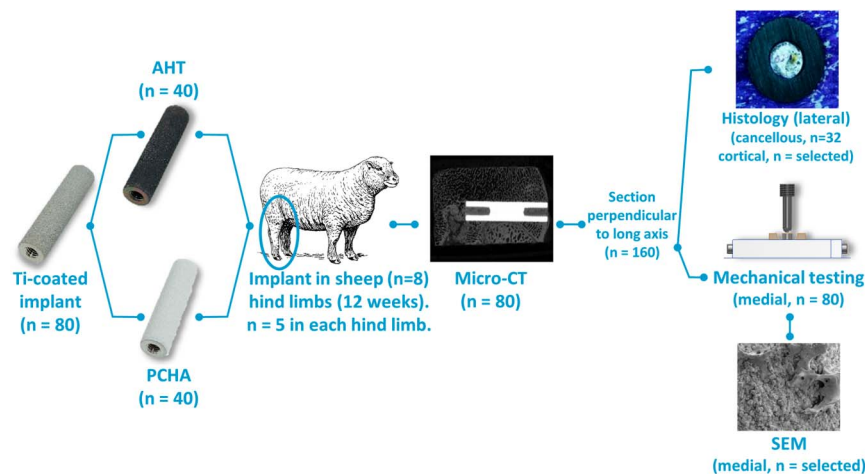 AHT
(n = 40)
Ti-coated
implant
(n = 80)
PCHA
(n = 40)
Implant in sheep (n=8)
hind limbs (12 weeks).
n = 5 in each hind limb.
Micro-CT
(n = 80)
Section
perpendicular
to long axis
(n = 160)
Histology (lateral)
(cancellous, n=32
cortical, n = selected)
Mechanical testing
(medial, n = 80)
SEM
(medial, n = selected)